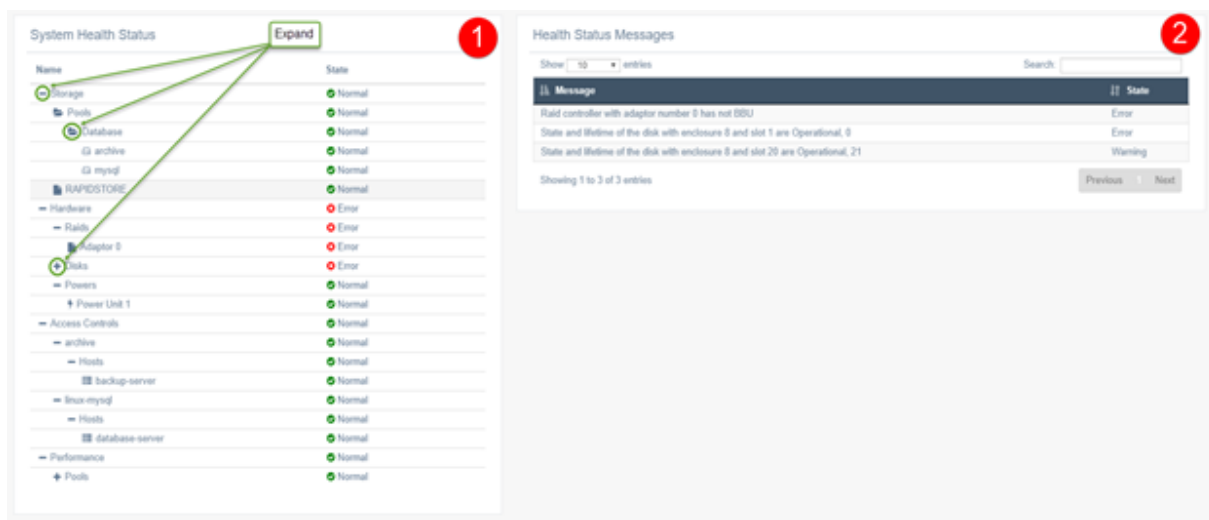 System Health Status
Expand
1
Name State
Storage Normal
Pools Normal
Database Normal
archive Normal
mysql Normal
RAPIDSTORE Normal
Hardware Error
Raids Error
Adaptor 0 Error
Disks Error
Powers Normal
Power Unit 1 Normal
Access Controls Normal
archive Normal
Hosts Normal
backup-server Normal
linux-mysql Normal
Hosts Normal
database-server Normal
Performance Normal
Pools Normal
Health Status Messages
2
Show 10 entries Search:
Message State
Raid controller with adaptor number 0 has not BBU Error
State and lifetime of the disk with enclosure 8 and slot 1 are Operational, 0 Error
State and lifetime of the disk with enclosure 8 and slot 20 are Operational, 21 Warning
Showing 1 to 3 of 3 entries Previous 1 Next